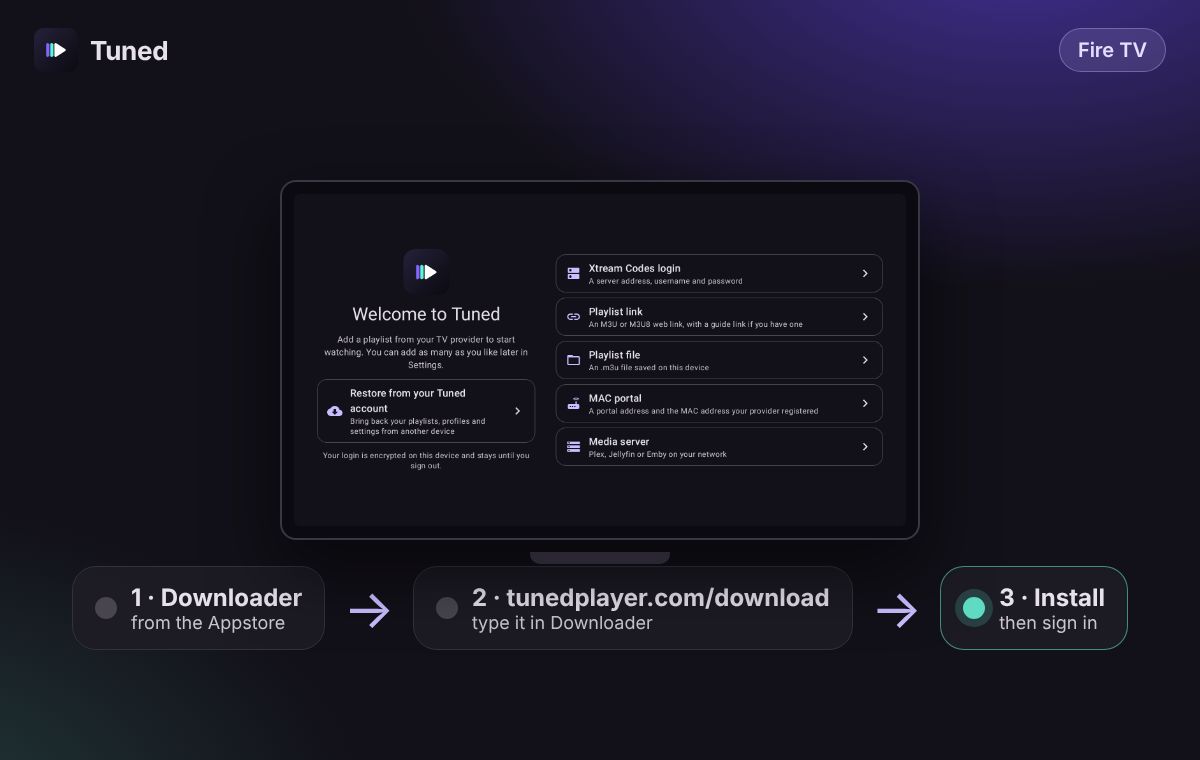 Tuned
Fire TV
Welcome to Tuned
Add a playlist from your TV provider to start
watching. You can add as many as you like later in
Settings.
Restore from your Tuned
account
Bring back your playlists, profiles and
settings from another device
Your login is encrypted on this device and stays until you
sign out.
Xtream Codes login
A server address, username and password
Playlist link
An M3U or M3U8 web link, with a guide link if you have one
Playlist file
An .m3u file saved on this device
MAC portal
A portal address and the MAC address your provider registered
Media server
Plex, Jellyfin or Emby on your network
1 · Downloader
from the Appstore
2 · tunedplayer.com/download
type it in Downloader
3 · Install
then sign in